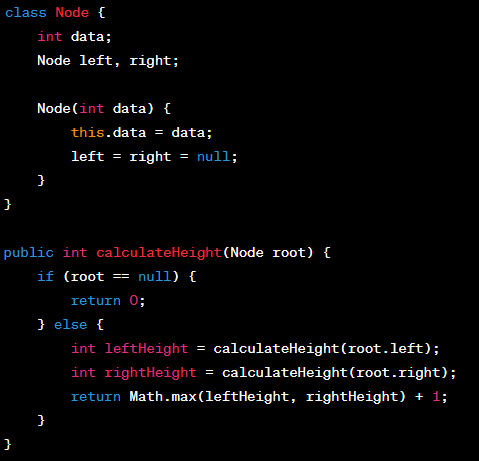 class Node {
    int data;
    Node left, right;

    Node(int data) {
        this.data = data;
        left = right = null;
    }
}

public int calculateHeight(Node root) {
    if (root == null) {
        return 0;
    } else {
        int leftHeight = calculateHeight(root.left);
        int rightHeight = calculateHeight(root.right);
        return Math.max(leftHeight, rightHeight) + 1;
    }
}